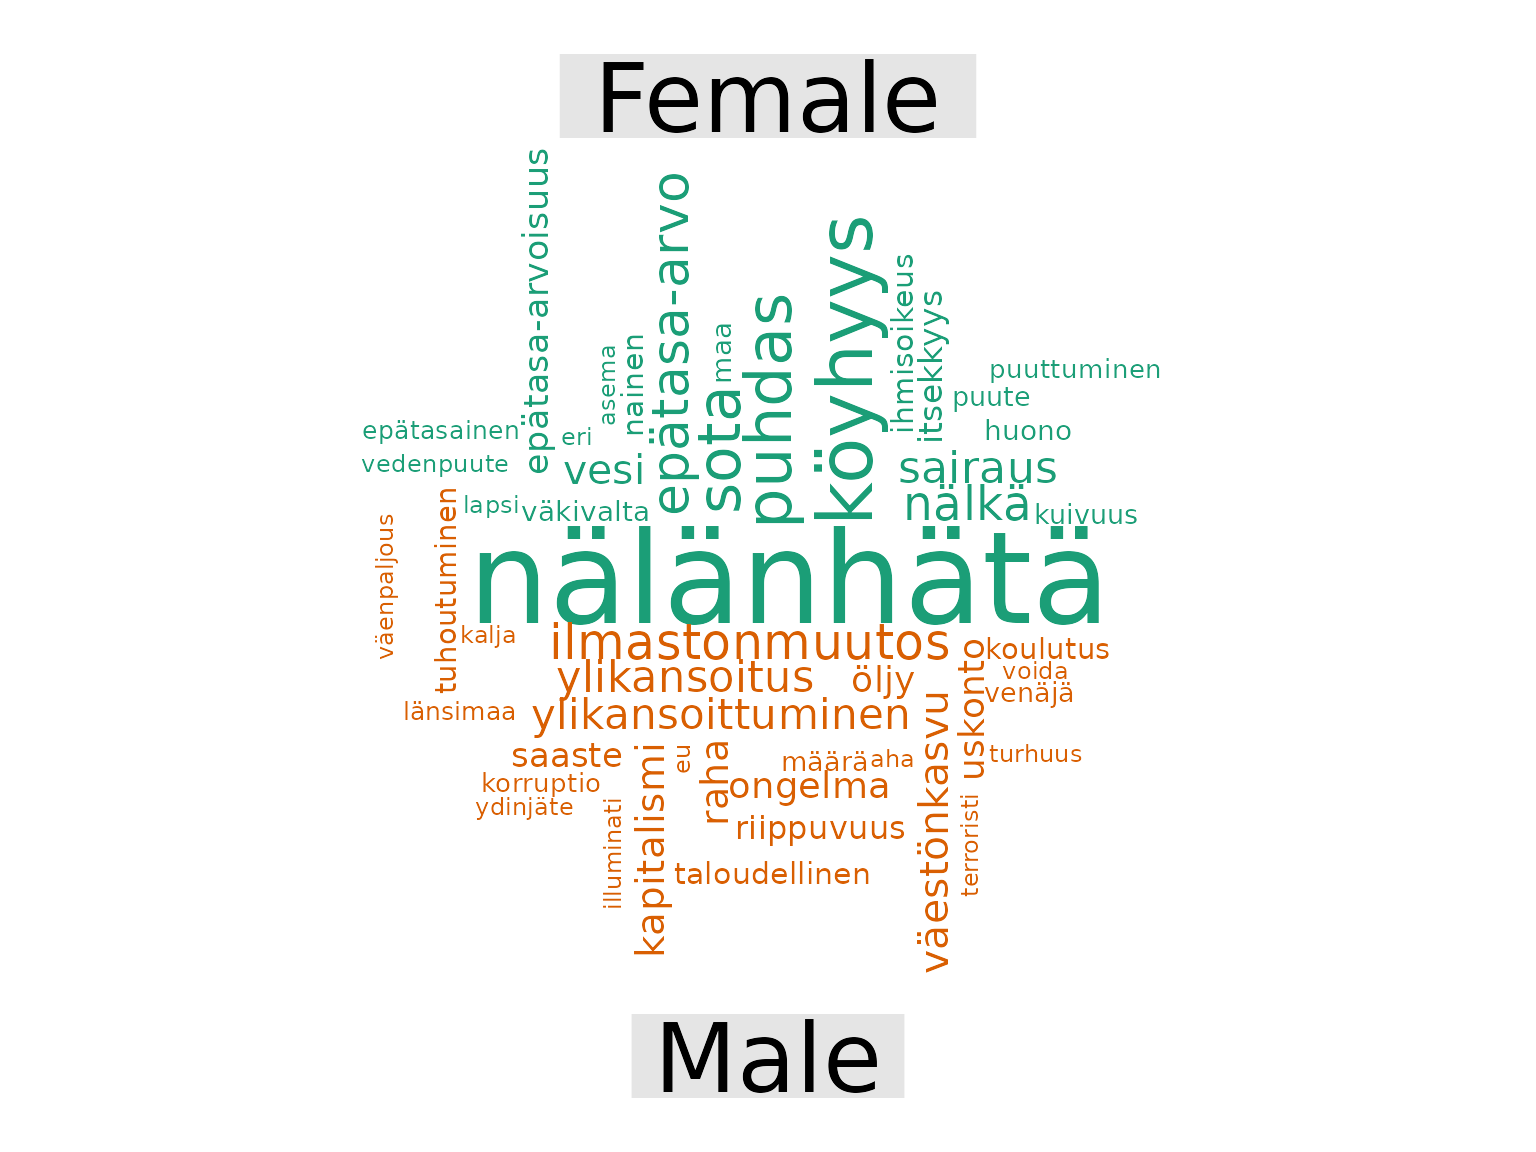 Female
epätasa-arvoisuus
epätasa-arvo
köyhyys
ihmisoikeus
itsekkyys
puhdas
maa
nainen
asema
sota
puuttuminen
puute
epätasainen
eri
huono
vedenpuute
vesi
sairaus
lapsi
väkivalta
nälkä
kuivuus
nälänhätä
väenpaljous
tuhoutuminen
kalja
ilmastonmuutos
koulutus
ylikansoitus
öljy
voida
venäjä
länsimaa
ylikansoittuminen
uskonto
väestönkasvu
saaste
kapitalismi
eu
raha
määrä
aha
turhuus
korruptio
ongelma
ydinjäte
illuminati
riippuvuus
terroristi
taloudellinen
Male